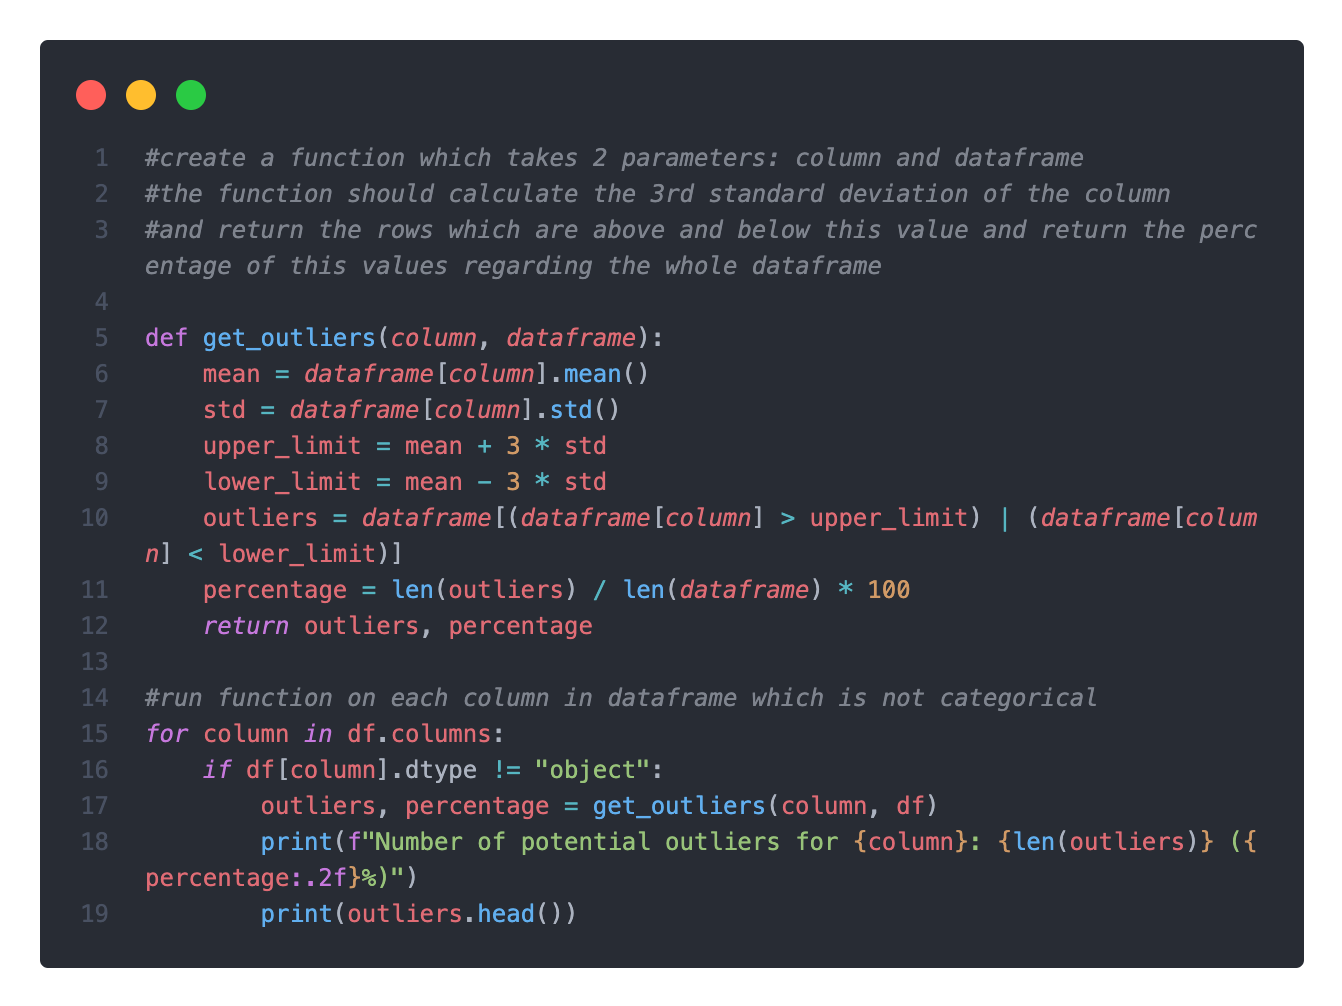 1 #create a function which takes 2 parameters: column and dataframe
2 #the function should calculate the 3rd standard deviation of the column
3 #and return the rows which are above and below this value and return the perc
entage of this values regarding the whole dataframe
4
5 def get_outliers(column, dataframe):
6     mean = dataframe[column].mean()
7     std = dataframe[column].std()
8     upper_limit = mean + 3 * std
9     lower_limit = mean - 3 * std
10     outliers = dataframe[(dataframe[column] > upper_limit) | (dataframe[colum
n] < lower_limit)]
11     percentage = len(outliers) / len(dataframe) * 100
12     return outliers, percentage
13
14 #run function on each column in dataframe which is not categorical
15 for column in df.columns:
16     if df[column].dtype != "object":
17         outliers, percentage = get_outliers(column, df)
18         print(f"Number of potential outliers for {column}: {len(outliers)} ({
percentage:.2f}%)")
19         print(outliers.head())